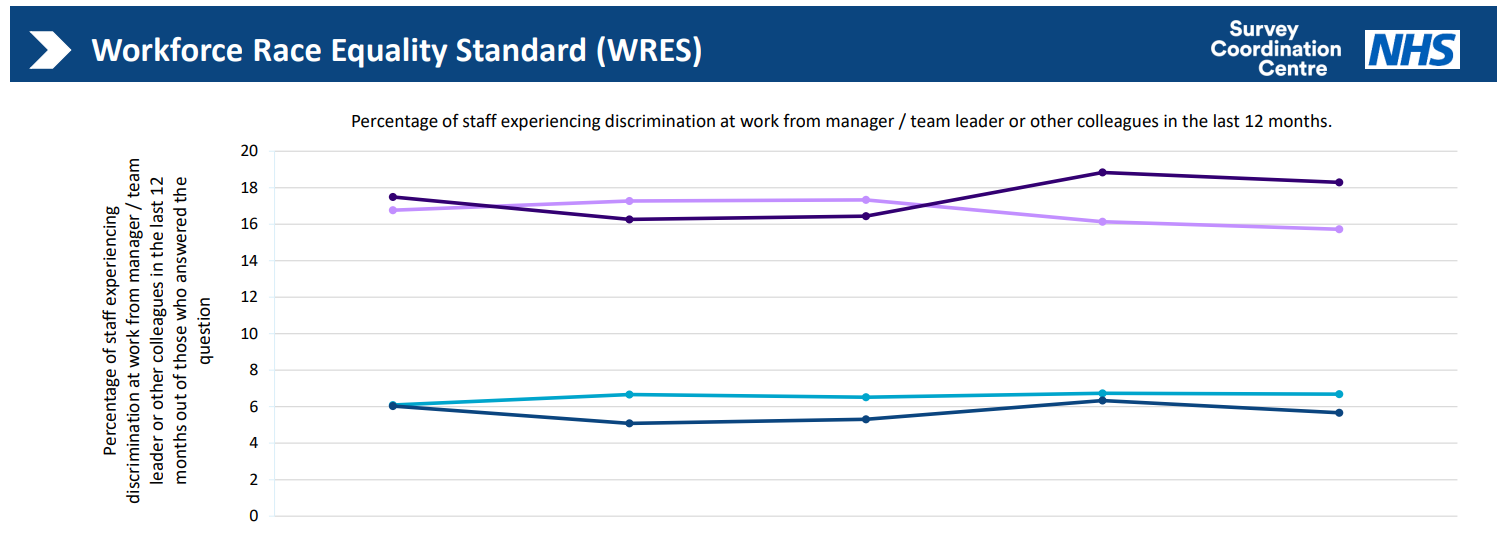 Workforce Race Equality Standard (WRES)
Survey
Coordination
Centre
NHS
Percentage of staff experiencing discrimination at work from manager / team leader or other colleagues in the last 12 months.
Percentage of staff experiencing
discrimination at work from manager / team
leader or other colleagues in the last 12
months out of those who answered the
question
20
18
16
14
12
10
8
6
4
2
0